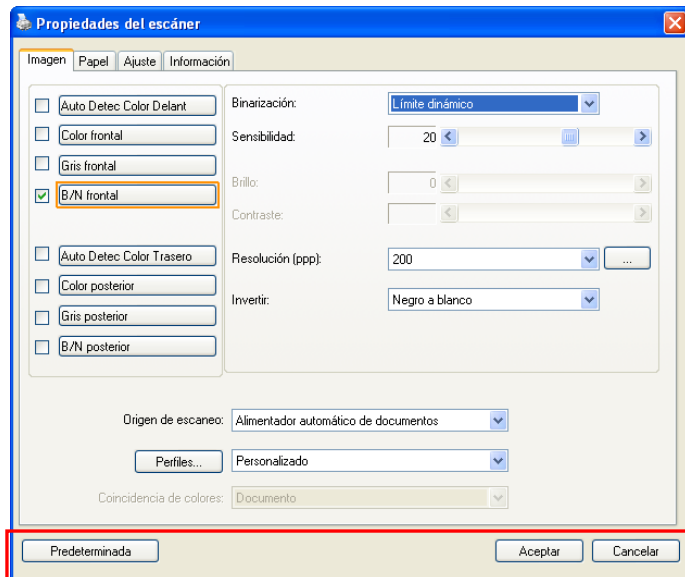 Propiedades del escáner
Imagen Papel Ajuste Información
Auto Detec Color Delant
Color frontal
Gris frontal
B/N frontal
Auto Detec Color Trasero
Color posterior
Gris posterior
B/N posterior
Binarización: Límite dinámico
Sensibilidad: 20
Brillo: 0
Contraste:
Resolución (ppp): 200 ...
Invertir: Negro a blanco
Origen de escaneo: Alimentador automático de documentos
Perfiles... Personalizado
Coincidencia de colores: Documento
Predeterminada Aceptar Cancelar